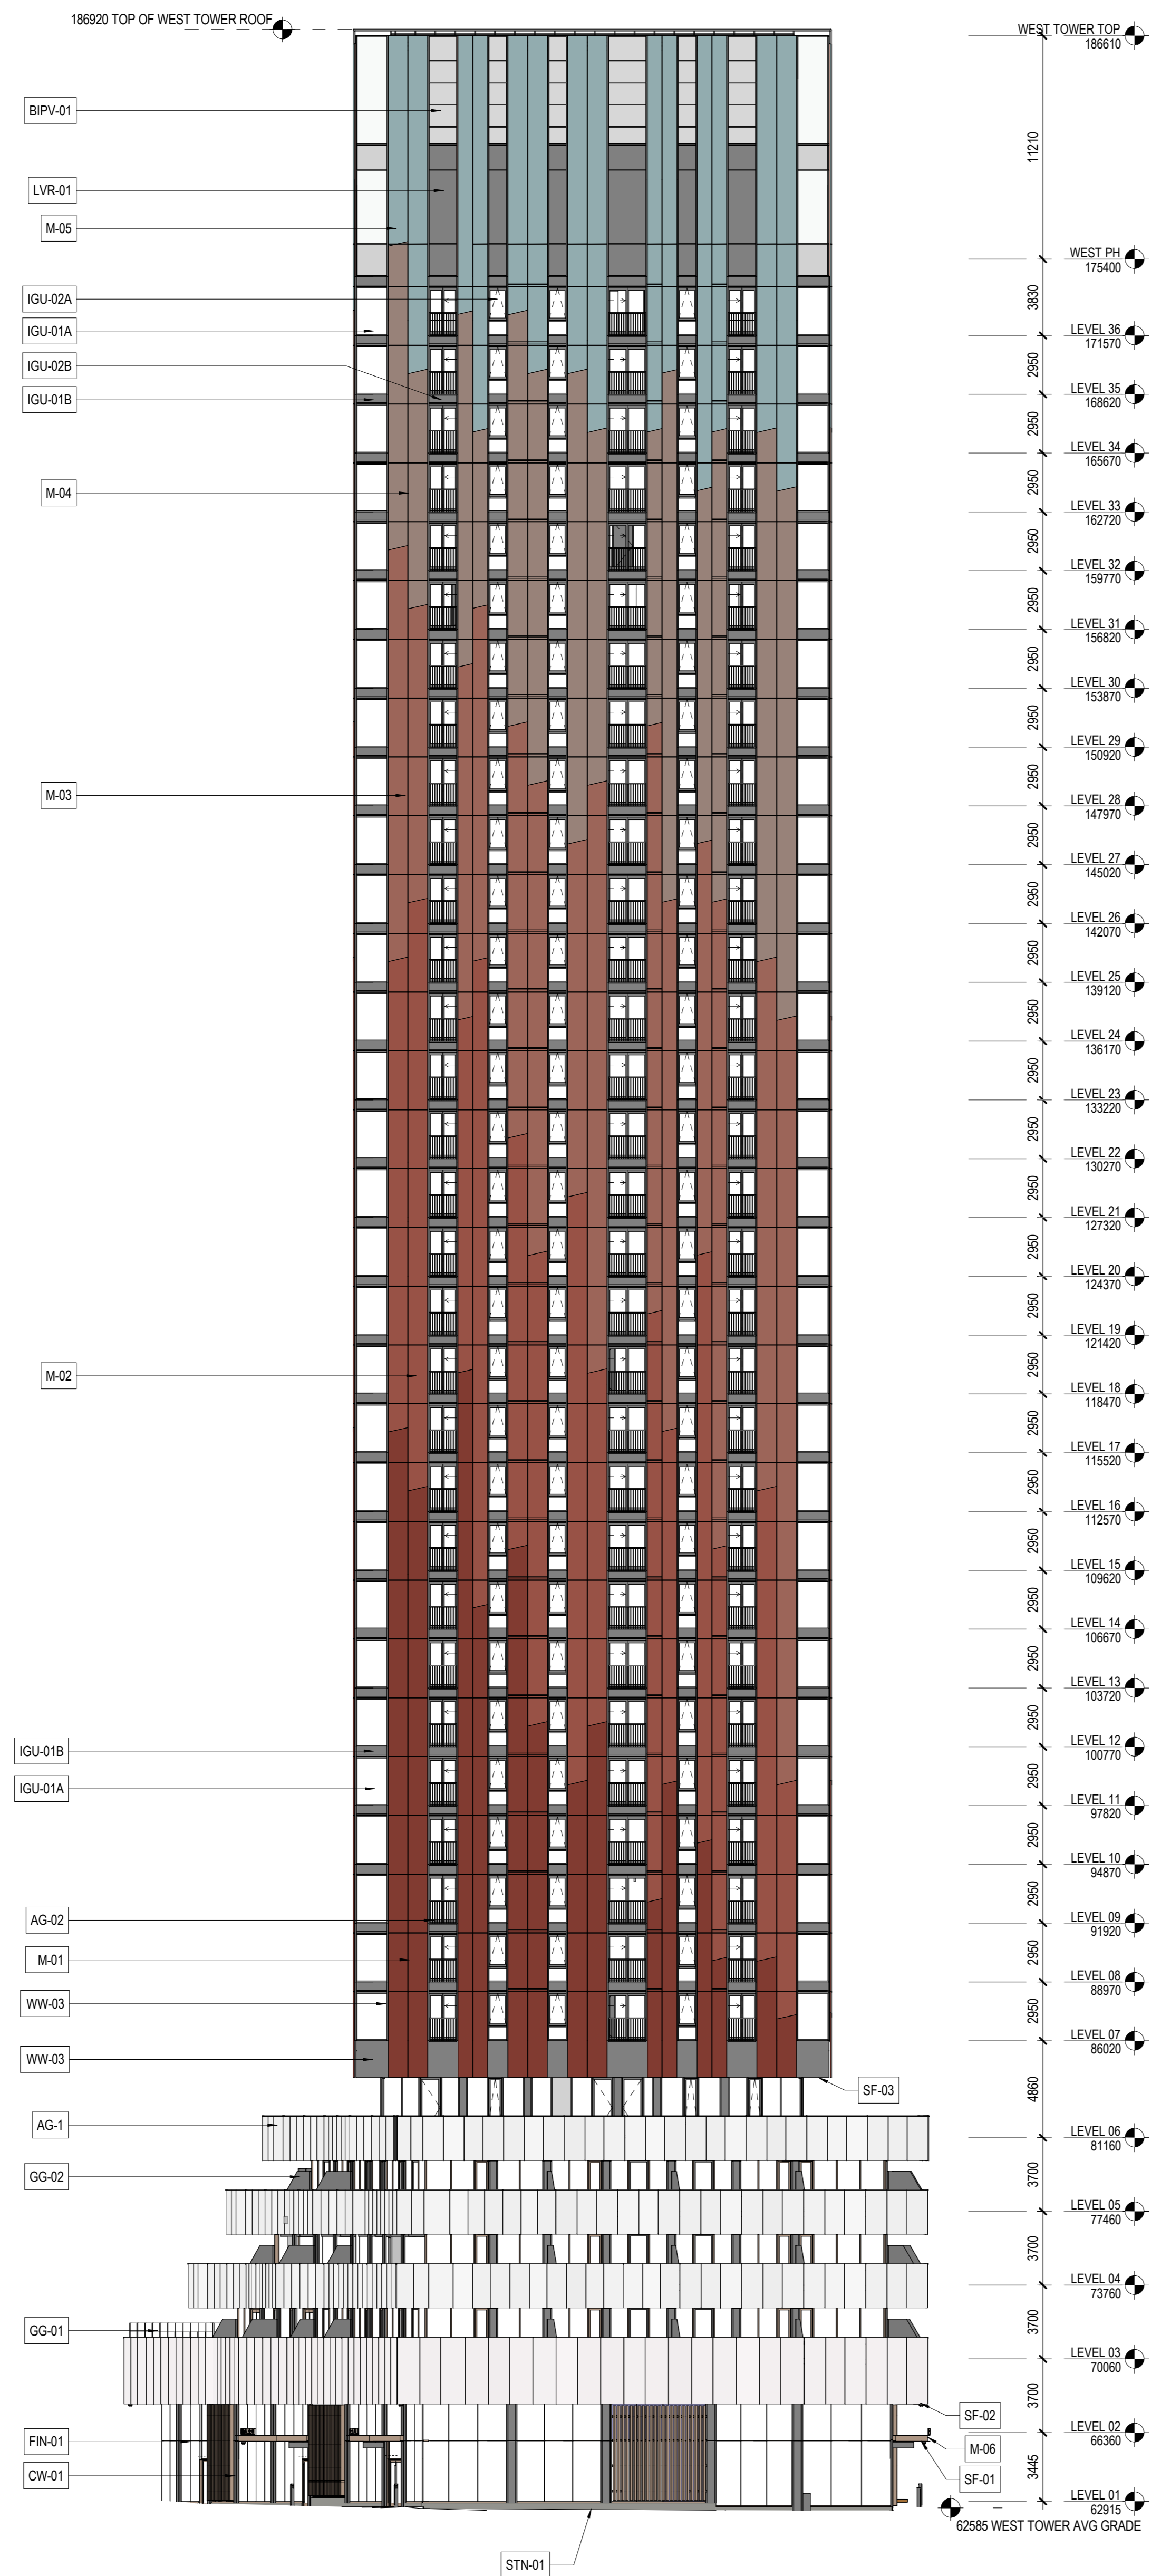 186920 TOP OF WEST TOWER ROOF
WEST TOWER TOP
186610
BIPV-01
11210
LVR-01
M-05
WEST PH
175400
IGU-02A
3830
IGU-01A
LEVEL 36
171570
IGU-02B
2950
IGU-01B
LEVEL 35
168620
2950
LEVEL 34
165670
M-04
2950
LEVEL 33
162720
2950
LEVEL 32
159770
2950
LEVEL 31
156820
2950
LEVEL 30
153870
2950
LEVEL 29
150920
M-03
2950
LEVEL 28
147970
2950
LEVEL 27
145020
2950
LEVEL 26
142070
2950
LEVEL 25
139120
2950
LEVEL 24
136170
2950
LEVEL 23
133220
2950
LEVEL 22
130270
2950
LEVEL 21
127320
2950
LEVEL 20
124370
2950
LEVEL 19
121420
M-02
2950
LEVEL 18
118470
2950
LEVEL 17
115520
2950
LEVEL 16
112570
2950
LEVEL 15
109620
2950
LEVEL 14
106670
2950
LEVEL 13
103720
2950
IGU-01B
LEVEL 12
100770
IGU-01A
2950
LEVEL 11
97820
2950
LEVEL 10
94870
2950
AG-02
LEVEL 09
91920
M-01
2950
LEVEL 08
88970
WW-03
2950
LEVEL 07
86020
WW-03
SF-03
4860
AG-1
LEVEL 06
81160
GG-02
3700
LEVEL 05
77460
3700
LEVEL 04
73760
GG-01
3700
LEVEL 03
70060
3700
SF-02
FIN-01
LEVEL 02
66360
M-06
CW-01
SF-01
3445
LEVEL 01
62915
62585 WEST TOWER AVG GRADE
STN-01